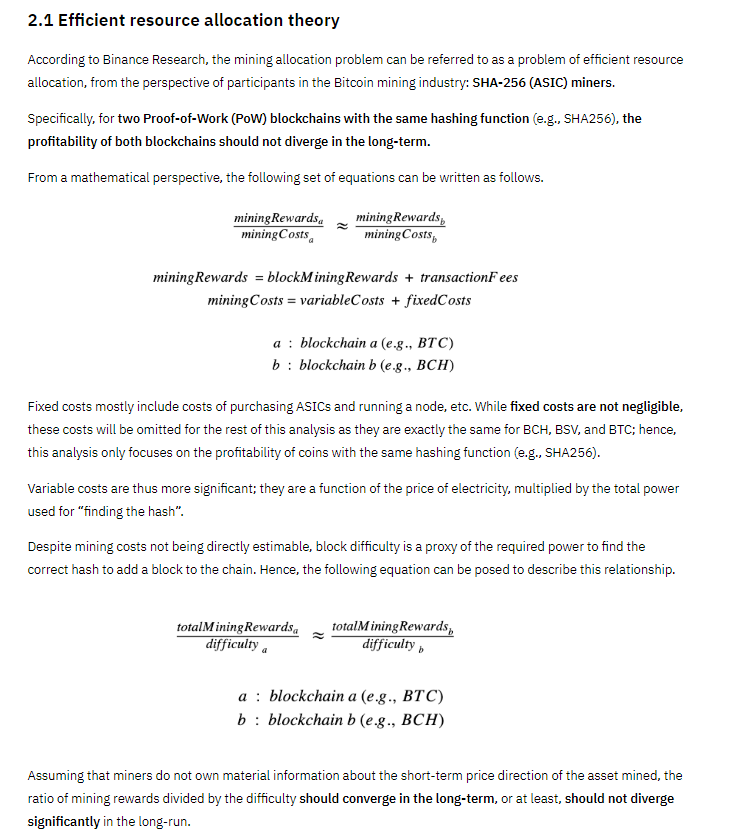 2.1 Efficient resource allocation theory
According to Binance Research, the mining allocation problem can be referred to as a problem of efficient resource
allocation, from the perspective of participants in the Bitcoin mining industry: SHA-256 (ASIC) miners.
Specifically, for two Proof-of-Work (PoW) blockchains with the same hashing function (e.g., SHA256), the
profitability of both blockchains should not diverge in the long-term.
From a mathematical perspective, the following set of equations can be written as follows.
miningRewardsₐ / miningCostsₐ ≈ miningRewards_b / miningCosts_b
miningRewards = blockMiningRewards + transactionFees
miningCosts = variableCosts + fixedCosts
a : blockchain a (e.g., BTC)
b : blockchain b (e.g., BCH)
Fixed costs mostly include costs of purchasing ASICs and running a node, etc. While fixed costs are not negligible,
these costs will be omitted for the rest of this analysis as they are exactly the same for BCH, BSV, and BTC; hence,
this analysis only focuses on the profitability of coins with the same hashing function (e.g., SHA256).
Variable costs are thus more significant; they are a function of the price of electricity, multiplied by the total power
used for “finding the hash”.
Despite mining costs not being directly estimable, block difficulty is a proxy of the required power to find the
correct hash to add a block to the chain. Hence, the following equation can be posed to describe this relationship.
totalMiningRewardsₐ / difficultyₐ ≈ totalMiningRewards_b / difficulty_b
a : blockchain a (e.g., BTC)
b : blockchain b (e.g., BCH)
Assuming that miners do not own material information about the short-term price direction of the asset mined, the
ratio of mining rewards divided by the difficulty should converge in the long-term, or at least, should not diverge
significantly in the long-run.